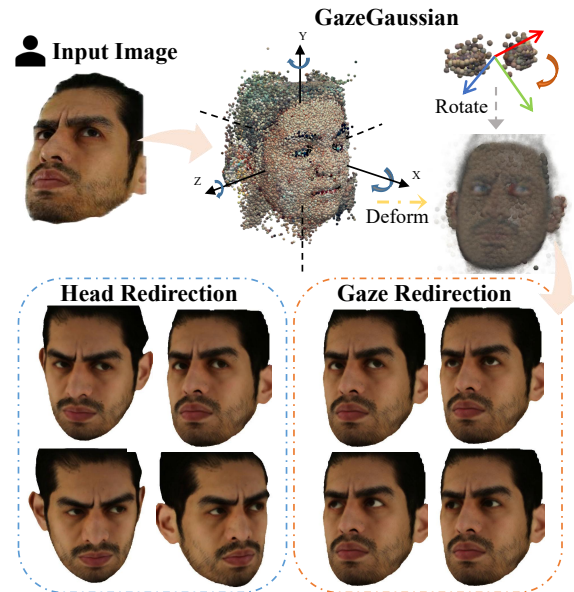 GazeGaussian
Input Image
Y
Z
X
Rotate
Deform
Head Redirection
Gaze Redirection